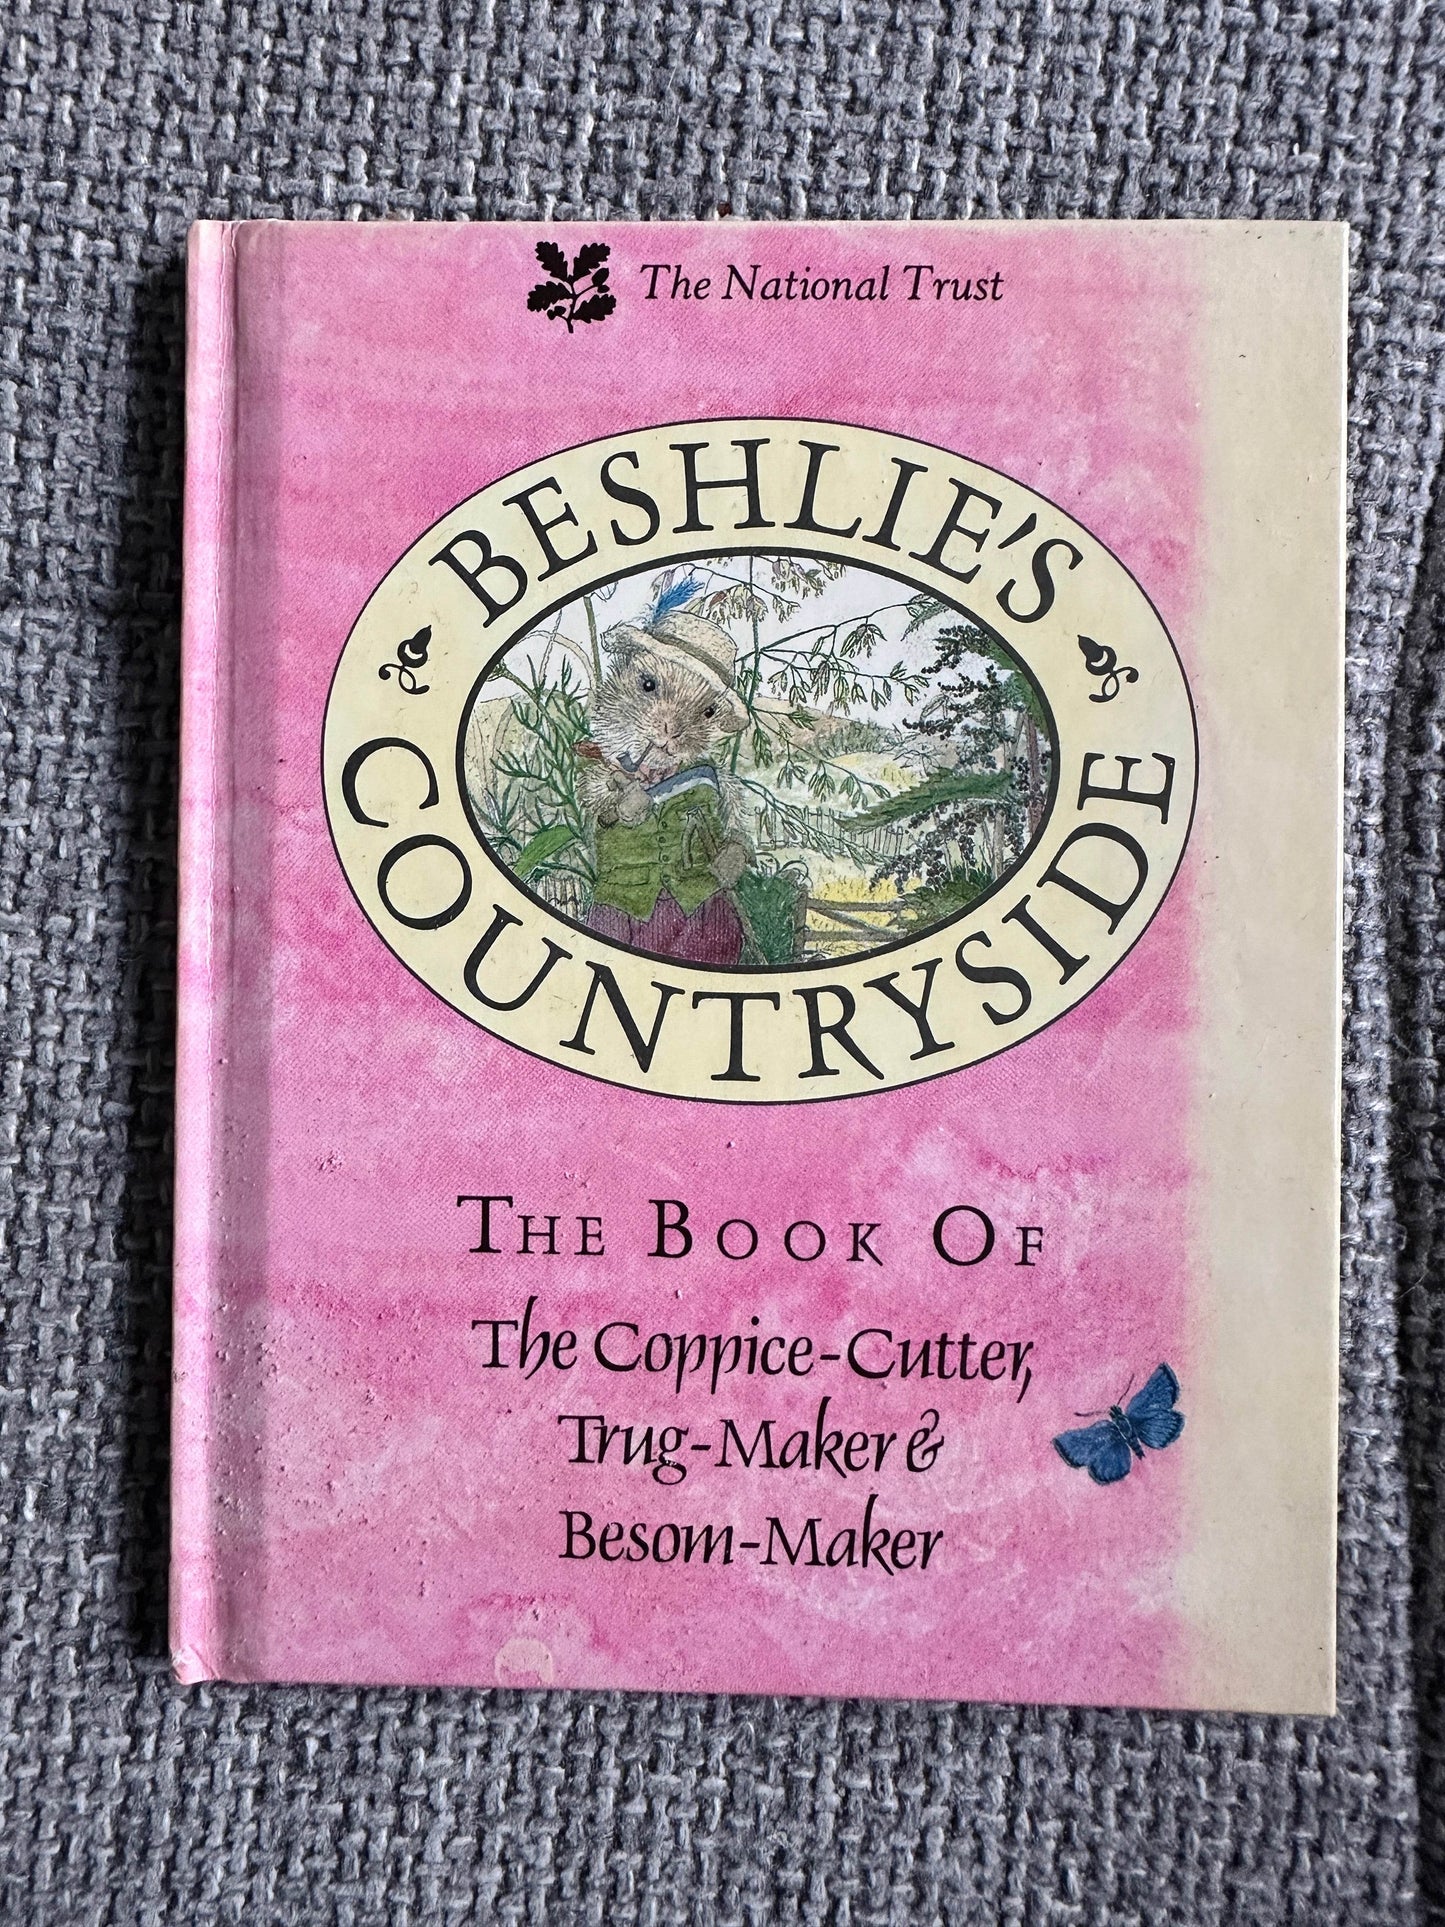 The National Trust
BESHLIE'S
COUNTRYSIDE
THE BOOK OF
The Coppice-Cutter,
Trug-Maker &
Besom-Maker